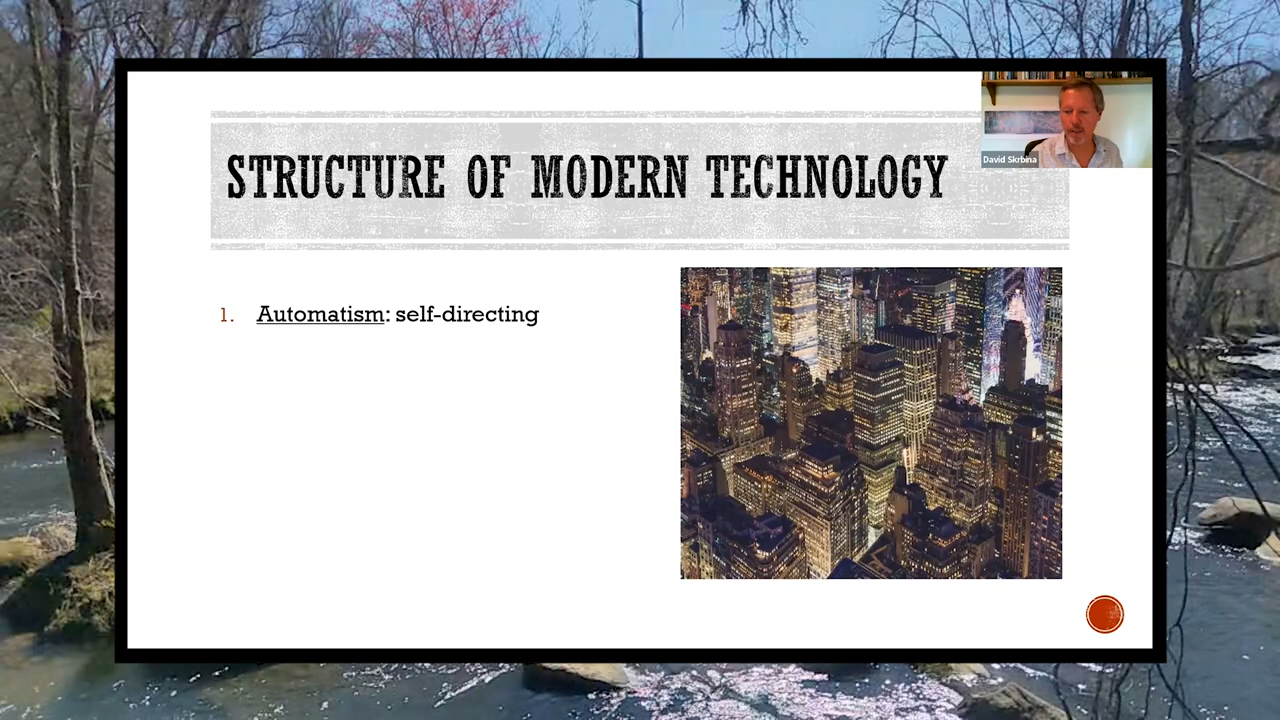 STRUCTURE OF MODERN TECHNOLOGY
David Skrbina
1. Automatism: self-directing